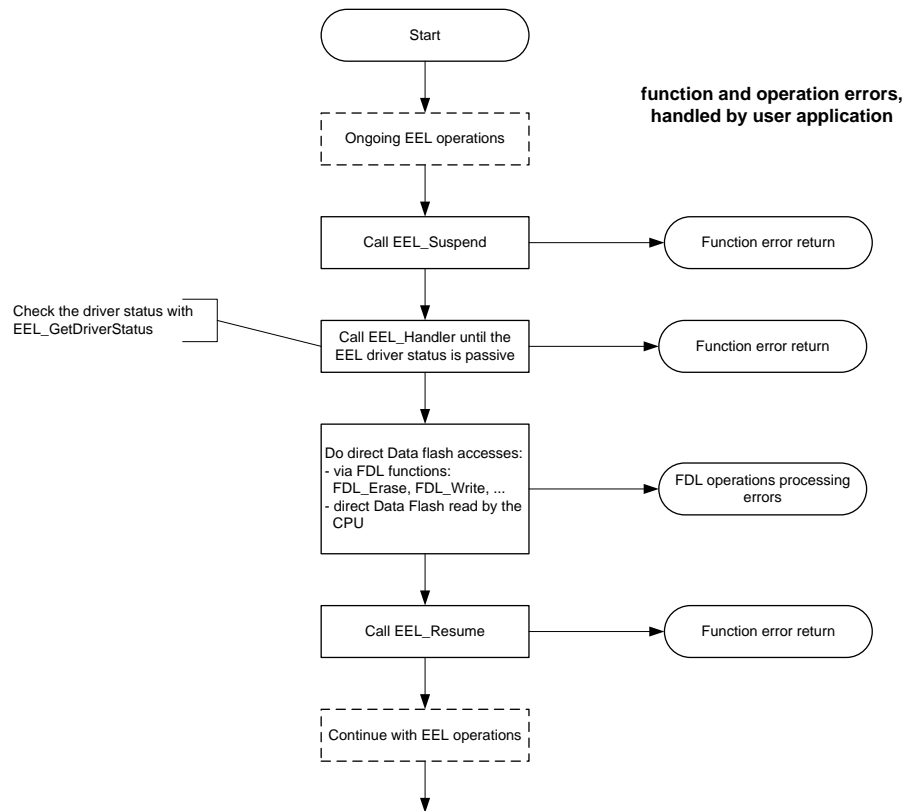 Start
function and operation errors,
handled by user application
Ongoing EEL operations
Call EEL_Suspend
Function error return
Check the driver status with
EEL_GetDriverStatus
Call EEL_Handler until the
EEL driver status is passive
Function error return
Do direct Data flash accesses:
- via FDL functions:
FDL_Erase, FDL_Write, ...
- direct Data Flash read by the
CPU
FDL operations processing
errors
Call EEL_Resume
Function error return
Continue with EEL operations